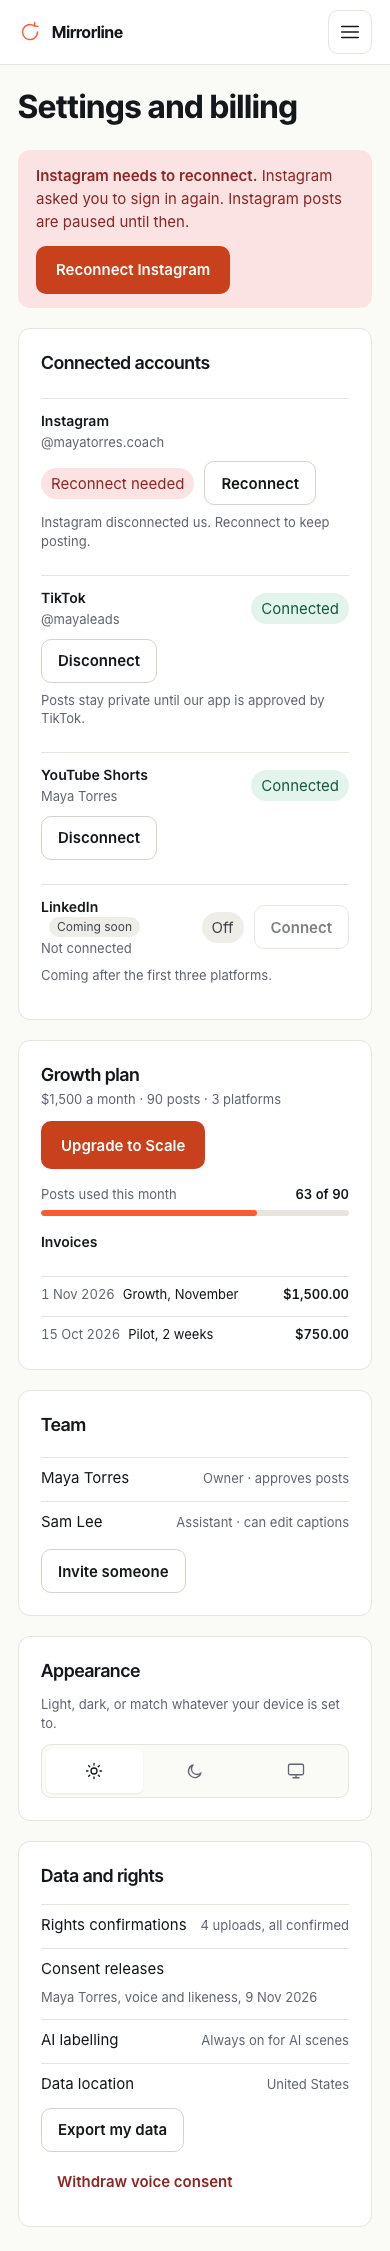 Mirrorline
Settings and billing
Instagram needs to reconnect. Instagram
asked you to sign in again. Instagram posts
are paused until then.
Reconnect Instagram
Connected accounts
Instagram
@mayatorres.coach
Reconnect needed
Reconnect
Instagram disconnected us. Reconnect to keep
posting.
TikTok
@mayaleads
Connected
Disconnect
Posts stay private until our app is approved by
TikTok.
YouTube Shorts
Maya Torres
Connected
Disconnect
LinkedIn
Coming soon
Not connected
Off
Connect
Coming after the first three platforms.
Growth plan
$1,500 a month · 90 posts · 3 platforms
Upgrade to Scale
Posts used this month 63 of 90
Invoices
1 Nov 2026 Growth, November $1,500.00
15 Oct 2026 Pilot, 2 weeks $750.00
Team
Maya Torres Owner · approves posts
Sam Lee Assistant · can edit captions
Invite someone
Appearance
Light, dark, or match whatever your device is set
to.
Data and rights
Rights confirmations 4 uploads, all confirmed
Consent releases
Maya Torres, voice and likeness, 9 Nov 2026
AI labelling Always on for AI scenes
Data location United States
Export my data
Withdraw voice consent